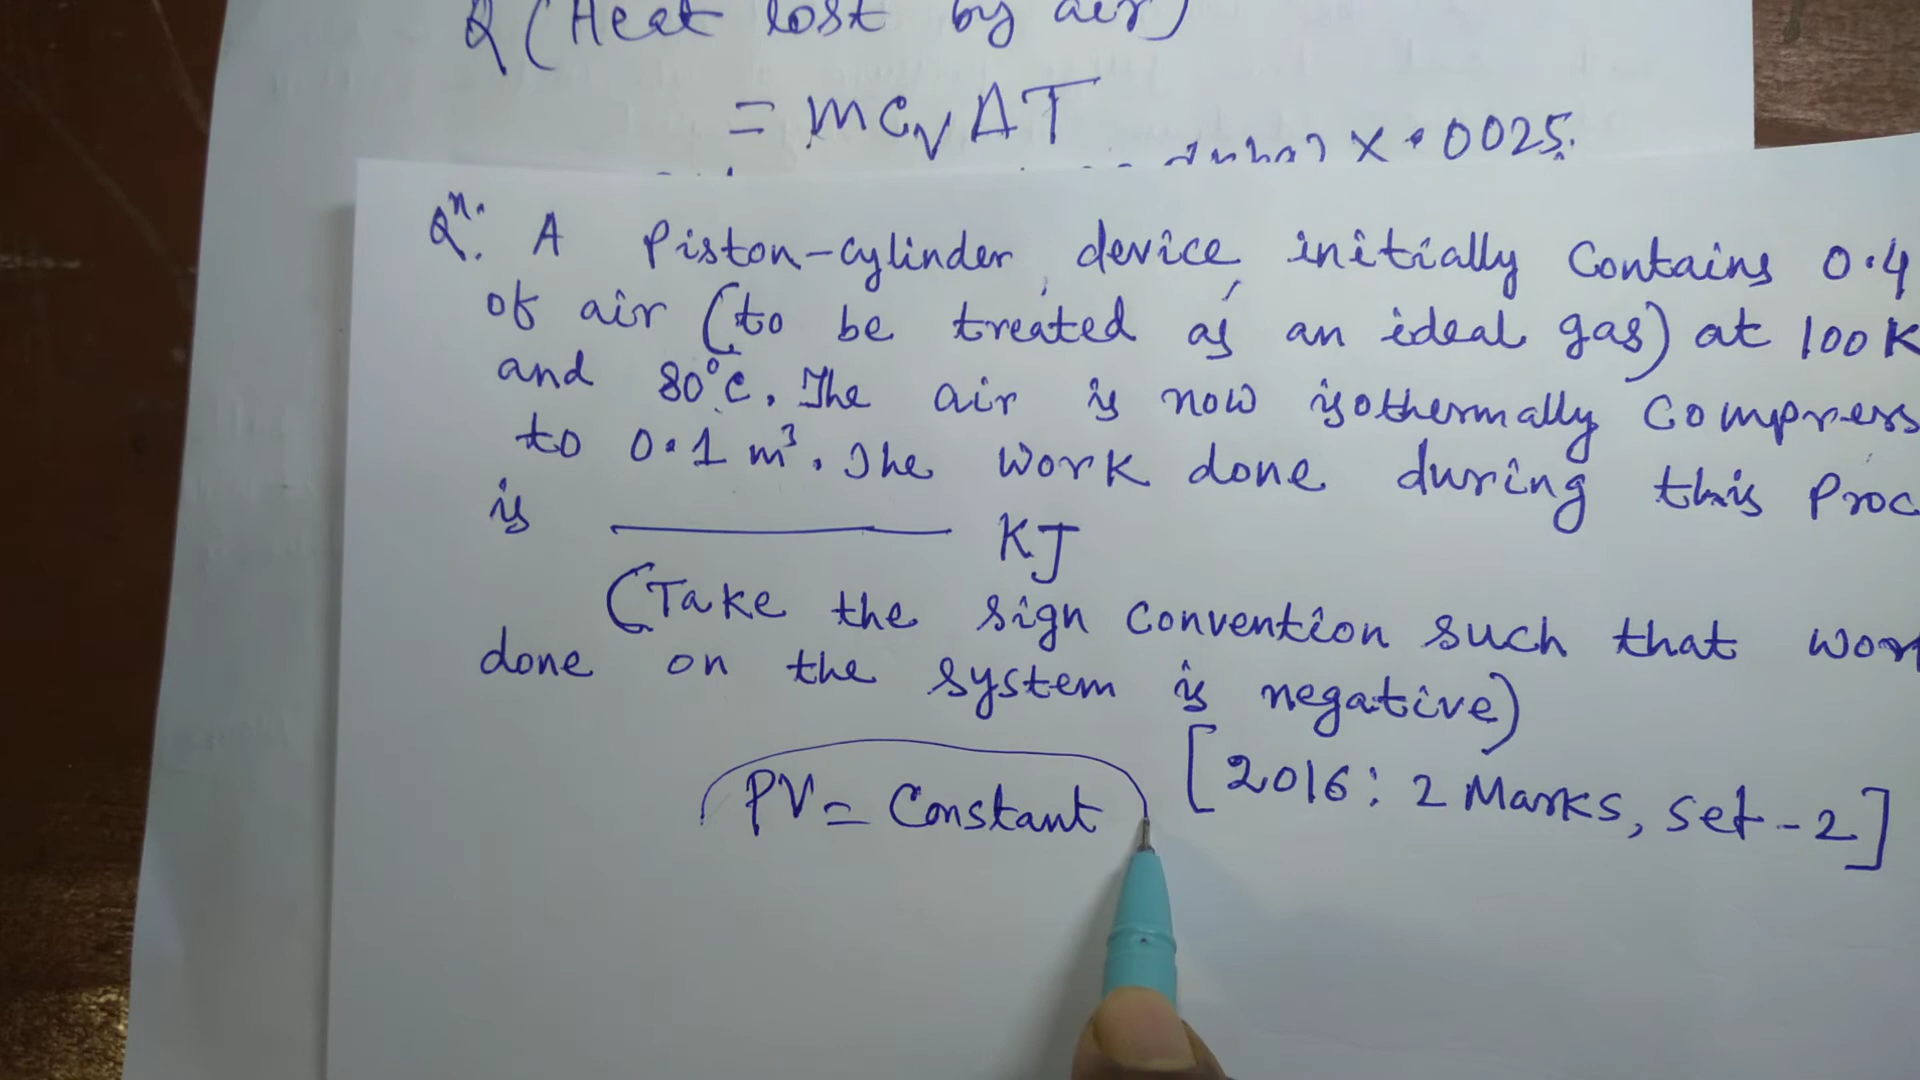 Q (Heat lost by air)
= mcv ΔT
x .0025.
Qn. A Piston-cylinder device initially Contains 0.4
of air (to be treated as an ideal gas) at 100 K
and 80°C. The air is now isothermally Compress
to 0.1 m³. The work done during this Proc
is ________ KJ
(Take the sign convention such that wor
done on the system is negative)
PV = Constant
[2016: 2 Marks, set-2]